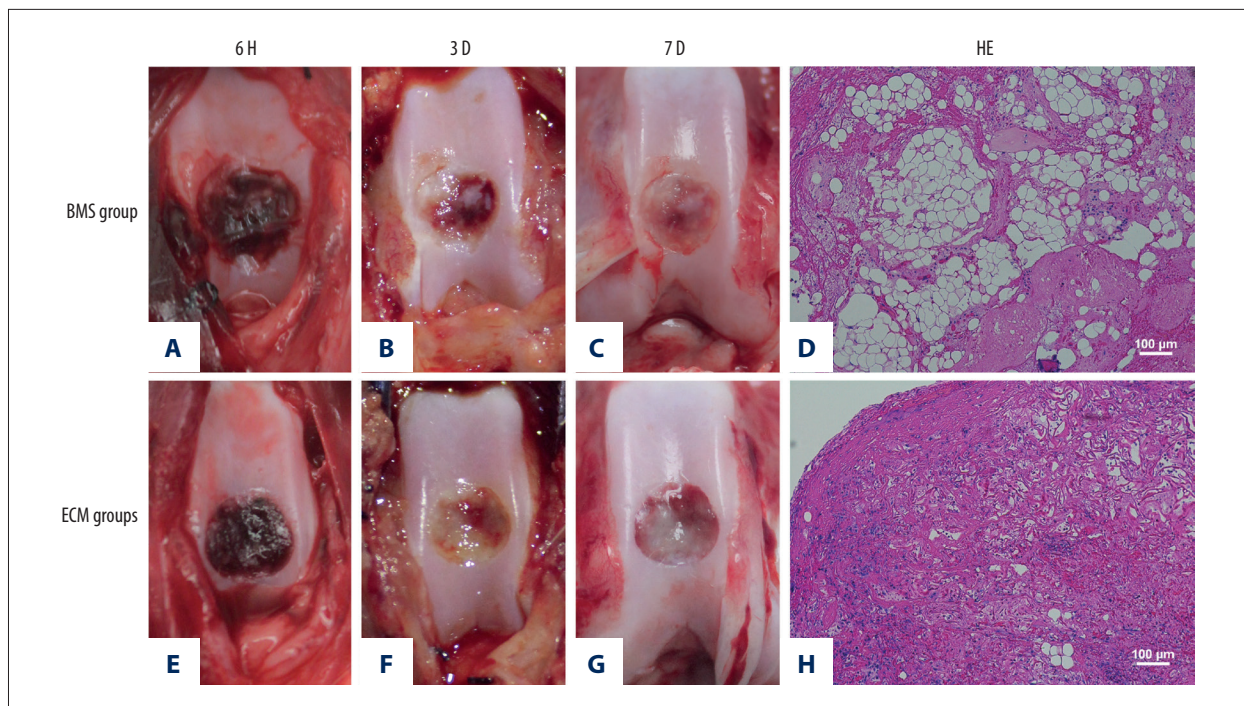 6 H
3 D
7 D
HE
BMS group
A
B
C
D
100 µm
ECM groups
E
F
G
H
100 µm